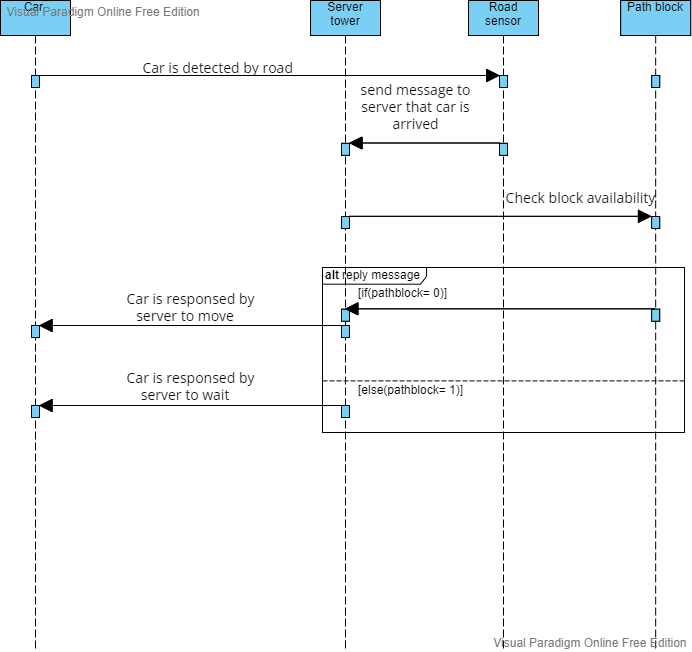 Car
Visual Paradigm Online Free Edition
Server
tower
Road
sensor
Path block
Car is detected by road
send message to
server that car is
arrived
Check block availability
alt reply message
[if(pathblock= 0)]
Car is responsed by
server to move
Car is responsed by
server to wait
[else(pathblock= 1)]
Visual Paradigm Online Free Edition